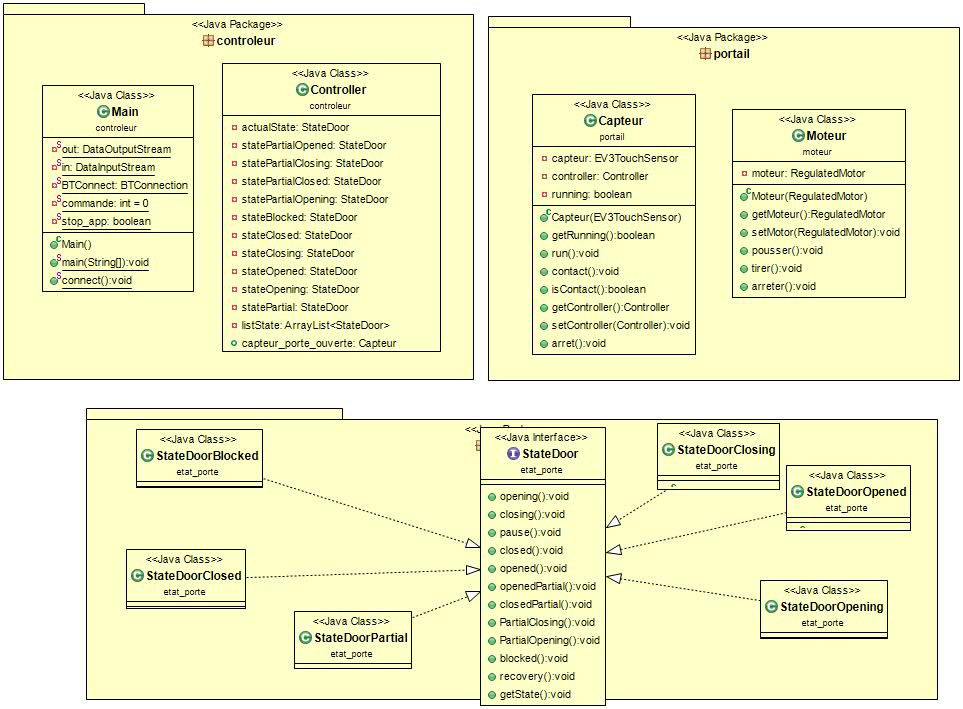 <<Java Package>>
controleur
<<Java Class>>
Main
controleur
out: DataOutputStream
in: DataInputStream
BTConnect: BTConnection
commande: int = 0
stop_app: boolean
Main()
main(String[]):void
connect():void
<<Java Class>>
Controller
controleur
actualState: StateDoor
statePartialOpened: StateDoor
statePartialClosing: StateDoor
statePartialClosed: StateDoor
statePartialOpening: StateDoor
stateBlocked: StateDoor
stateClosed: StateDoor
stateClosing: StateDoor
stateOpened: StateDoor
stateOpening: StateDoor
statePartial: StateDoor
listState: ArrayList<StateDoor>
capteur_porte_ouverte: Capteur
<<Java Package>>
portail
<<Java Class>>
Capteur
portail
capteur: EV3TouchSensor
controller: Controller
running: boolean
Capteur(EV3TouchSensor)
getRunning():boolean
run():void
contact():void
isContact():boolean
getController():Controller
setController(Controller):void
arret():void
<<Java Class>>
Moteur
moteur
moteur: RegulatedMotor
Moteur(RegulatedMotor)
getMoteur():RegulatedMotor
setMotor(RegulatedMotor):void
pousser():void
tirer():void
arreter():void
<<Java Class>>
StateDoorBlocked
etat_porte
<<Java Class>>
StateDoorClosed
etat_porte
<<Java Class>>
StateDoorPartial
etat_porte
<<Java Interface>>
StateDoor
etat_porte
opening():void
closing():void
pause():void
closed():void
opened():void
openedPartial():void
closedPartial():void
PartialClosing():void
PartialOpening():void
blocked():void
recovery():void
getState():void
<<Java Class>>
StateDoorClosing
etat_porte
<<Java Class>>
StateDoorOpened
etat_porte
<<Java Class>>
StateDoorOpening
etat_porte